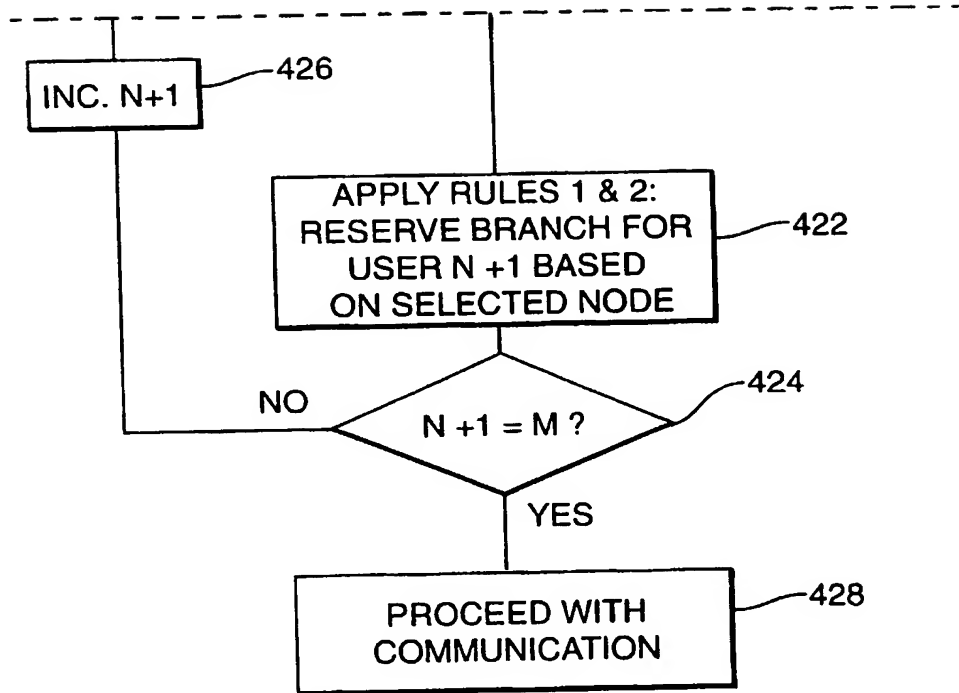 426
INC. N+1
APPLY RULES 1 & 2:
RESERVE BRANCH FOR
USER N +1 BASED
ON SELECTED NODE
422
424
NO
N +1 = M ?
YES
428
PROCEED WITH
COMMUNICATION